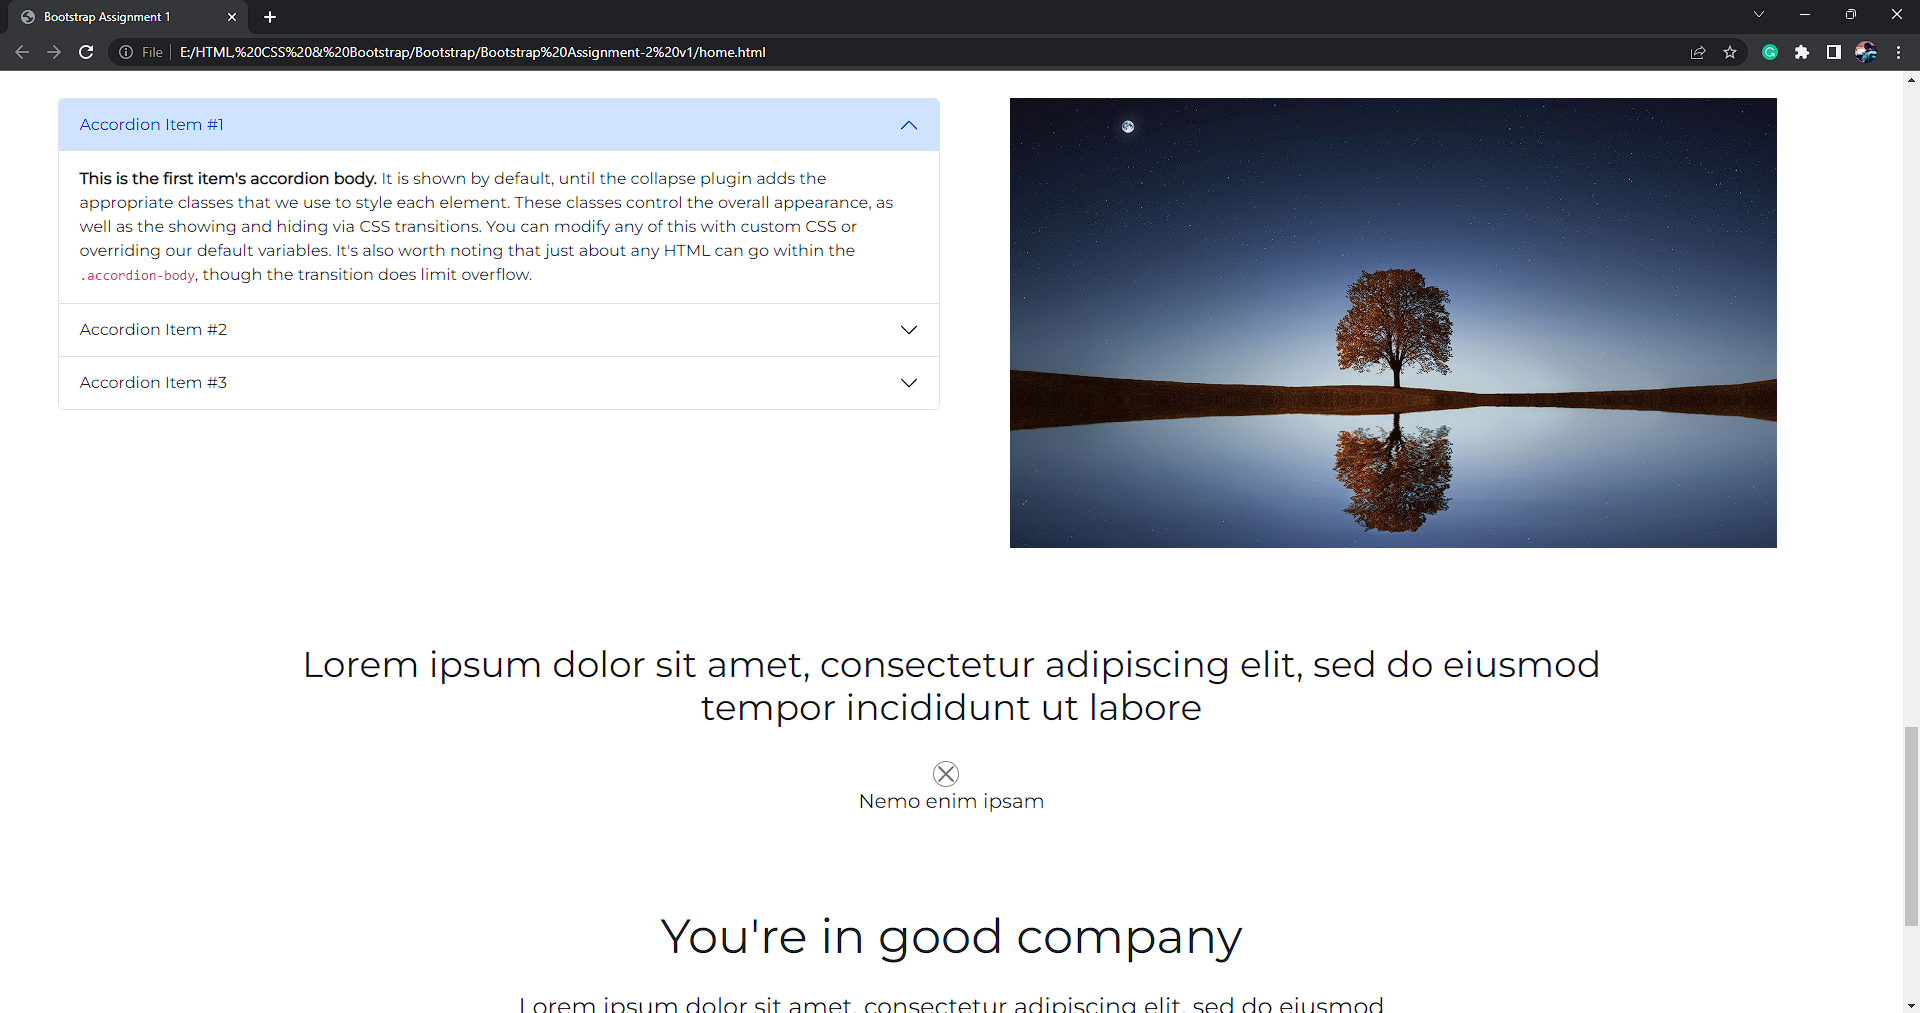 Bootstrap Assignment 1
File
E:/HTML,%20CSS%20&%20Bootstrap/Bootstrap/Bootstrap%20Assignment-2%20v1/home.html
Accordion Item #1
This is the first item's accordion body. It is shown by default, until the collapse plugin adds the
appropriate classes that we use to style each element. These classes control the overall appearance, as
well as the showing and hiding via CSS transitions. You can modify any of this with custom CSS or
overriding our default variables. It's also worth noting that just about any HTML can go within the
.accordion-body, though the transition does limit overflow.
Accordion Item #2
Accordion Item #3
Lorem ipsum dolor sit amet, consectetur adipiscing elit, sed do eiusmod
tempor incididunt ut labore
Nemo enim ipsam
You're in good company
Lorem ipsum dolor sit amet, consectetur adipiscing elit, sed do eiusmod